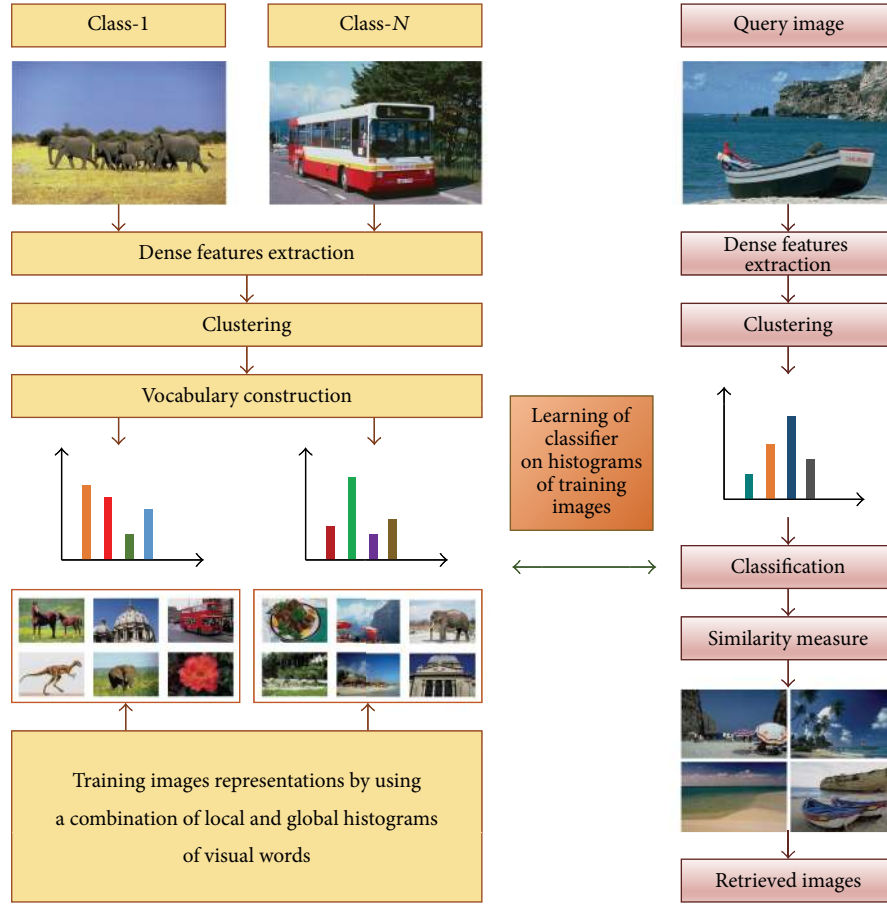 Class-1
Class-N
Dense features extraction
Clustering
Vocabulary construction
Training images representations by using
a combination of local and global histograms
of visual words
Learning of
classifier
on histograms
of training
images
Query image
Dense features
extraction
Clustering
Classification
Similarity measure
Retrieved images